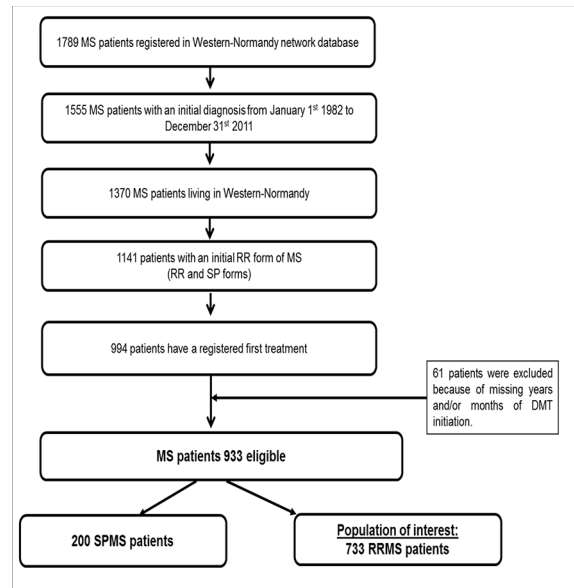 1789 MS patients registered in Western-Normandy network database
1555 MS patients with an initial diagnosis from January 1st 1982 to
December 31st 2011
1370 MS patients living in Western-Normandy
1141 patients with an initial RR form of MS
(RR and SP forms)
994 patients have a registered first treatment
61 patients were excluded
because of missing years
and/or months of DMT
initiation.
MS patients 933 eligible
200 SPMS patients
Population of interest:
733 RRMS patients